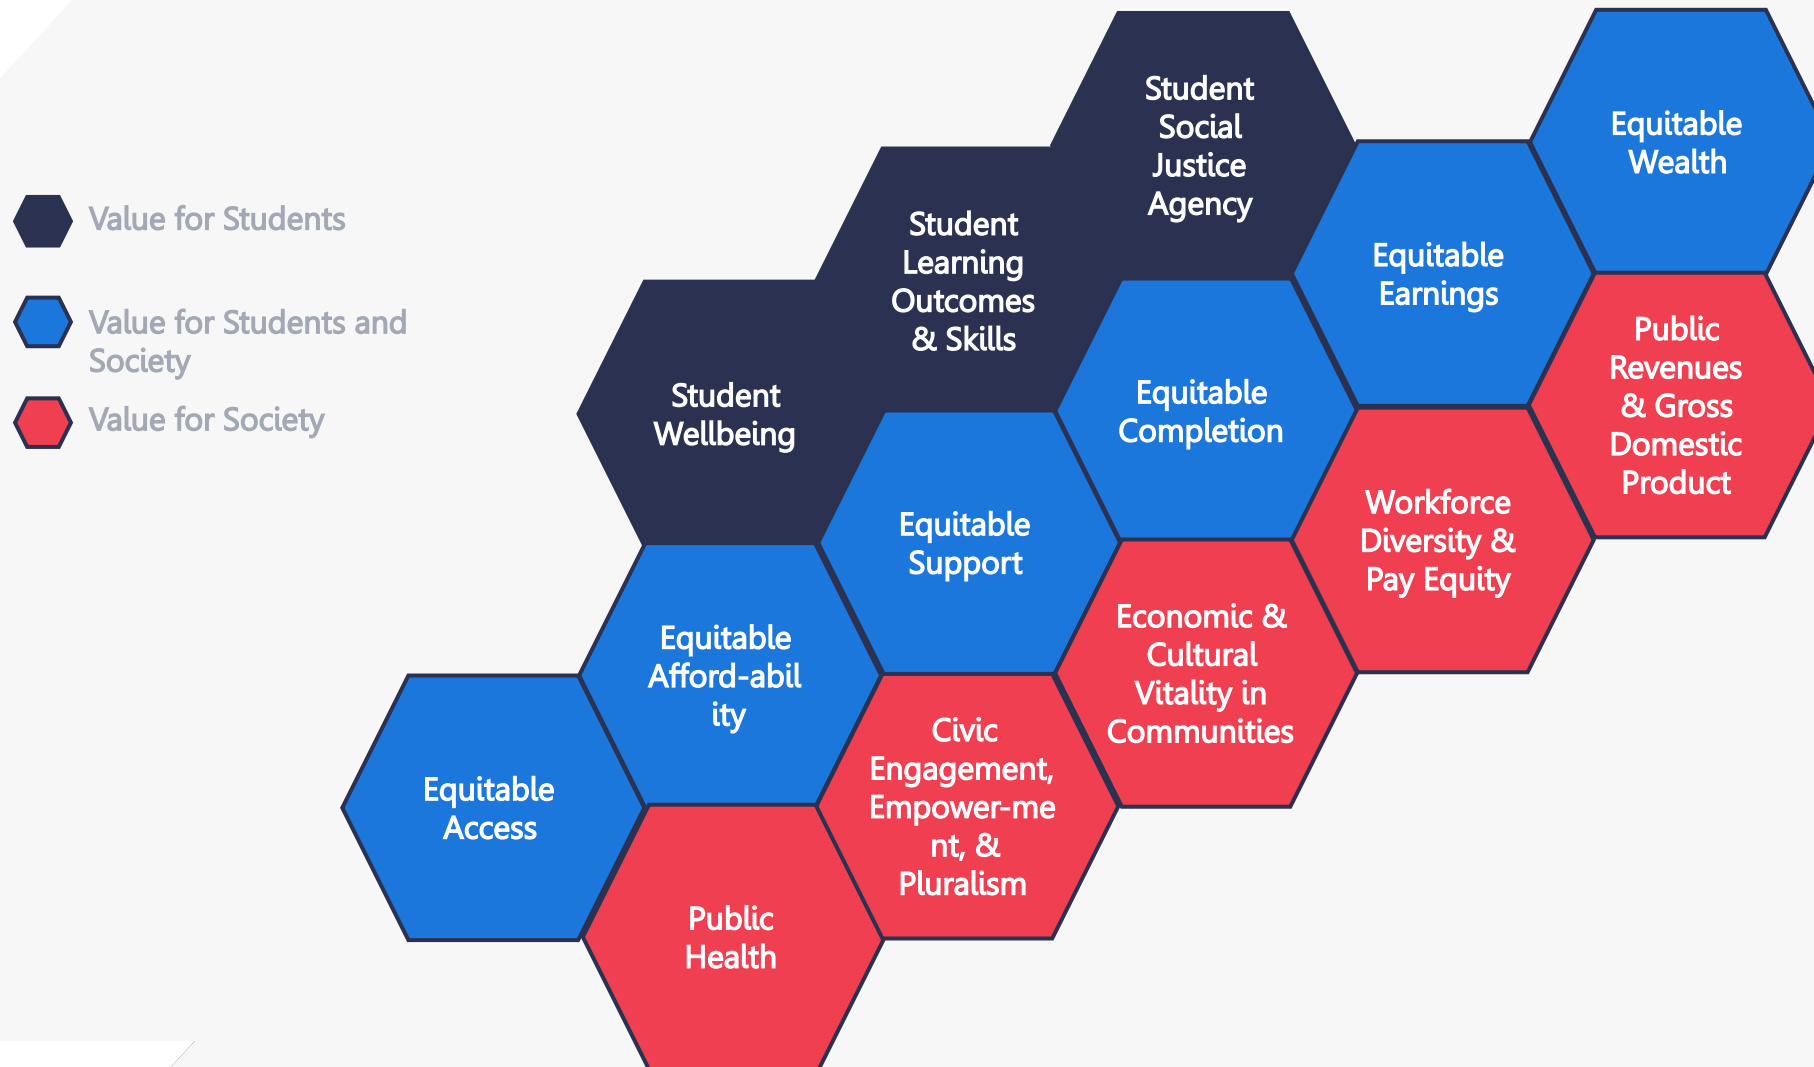 Value for Students
Value for Students and
Society
Value for Society
Student
Social
Justice
Agency
Equitable
Wealth
Student
Learning
Outcomes
& Skills
Equitable
Earnings
Student
Wellbeing
Equitable
Completion
Public
Revenues
& Gross
Domestic
Product
Equitable
Support
Workforce
Diversity &
Pay Equity
Equitable
Afford-abil
ity
Economic &
Cultural
Vitality in
Communities
Equitable
Access
Civic
Engagement,
Empower-me
nt, &
Pluralism
Public
Health